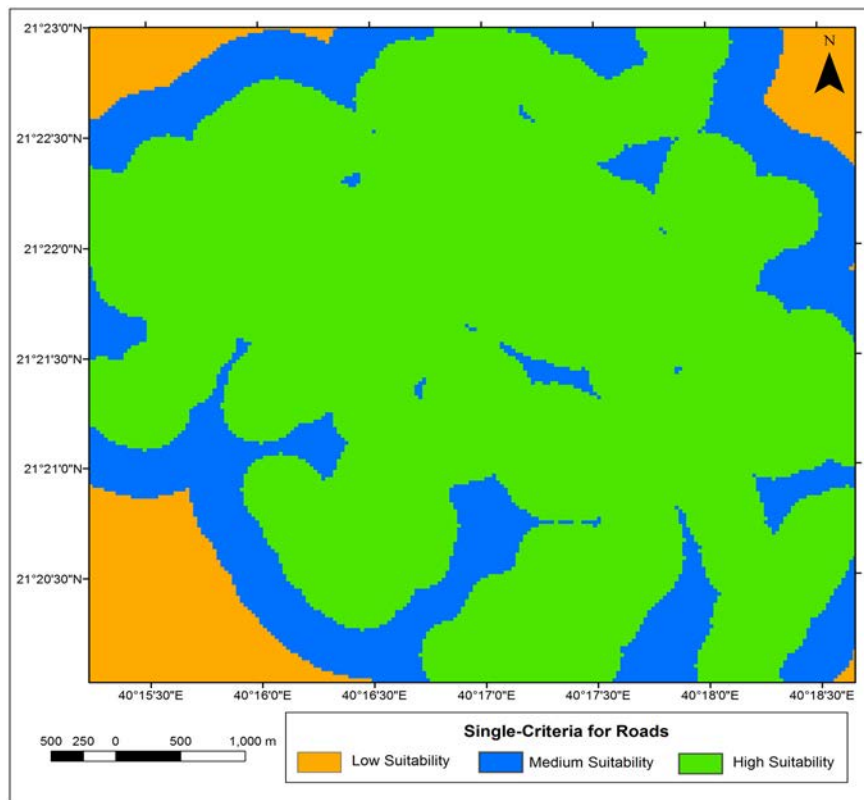 N
21°23'0"N
21°22'30"N
21°22'0"N
21°21'30"N
21°21'0"N
21°20'30"N
40°15'30"E 40°16'0"E 40°16'30"E 40°17'0"E 40°17'30"E 40°18'0"E 40°18'30"E
500 250 0 500 1,000 m
Single-Criteria for Roads
Low Suitability Medium Suitability High Suitability